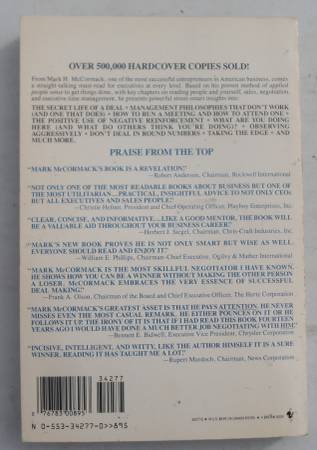 OVER 500,000 HARDCOVER COPIES SOLD!
From Mark H. McCormack, one of the most successful entrepreneurs in American business, comes
a straight-talking must-read for executives at every level. Based on his proven method of applied
people sense to get things done, with key chapters on reading people and yourself, sales, negotiation
and executive time management, he presents powerful street-smart insights into:
THE SECRET LIFE OF A DEAL • MANAGEMENT PHILOSOPHIES THAT DON'T WORK
(AND ONE THAT DOES) • HOW TO RUN A MEETING AND HOW TO ATTEND ONE •
THE POSITIVE USE OF NEGATIVE REINFORCEMENT • WHAT ARE YOU DOING
HERE (AND WHAT DO OTHERS THINK YOU'RE DOING)? • OBSERVING
AGGRESSIVELY • DON'T DEAL IN ROUND NUMBERS • TAKING THE EDGE • AND
MUCH MORE.
PRAISE FROM THE TOP
"MARK McCORMACK'S BOOK IS A REVELATION."
—Robert Anderson, Chairman, Rockwell International
"NOT ONLY ONE OF THE MOST READABLE BOOKS ABOUT BUSINESS BUT ONE OF
THE MOST UTILITARIAN... PRACTICAL, INSIGHTFUL ADVICE TO NOT ONLY CEOs
BUT ALL EXECUTIVES AND SALES PEOPLE."
—Christie Hefner, President and Chief Operating Officer, Playboy Enterprises, Inc.
"CLEAR, CONCISE, AND INFORMATIVE... LIKE A GOOD MENTOR, THE BOOK WILL
BE A VALUABLE AID THROUGHOUT YOUR BUSINESS CAREER."
—Herbert J. Siegel, Chairman, Chris-Craft Industries, Inc.
"MARK'S NEW BOOK PROVES HE IS NOT ONLY SMART BUT WISE AS WELL.
EVERYONE SHOULD READ AND ENJOY IT."
—William E. Phillips, Chairman-Chief Executive, Ogilvy & Mather International
"MARK McCORMACK IS THE MOST SKILLFUL NEGOTIATOR I HAVE KNOWN.
HE SHOWS HOW YOU CAN BE A WINNER WITHOUT MAKING THE OTHER PERSON
A LOSER. McCORMACK EMBRACES THE VERY ESSENCE OF SUCCESSFUL
DEAL MAKING."
—Frank A. Olson, Chairman of the Board and Chief Executive Officer, The Hertz Corporation
"MARK McCORMACK'S GREATEST ASSET IS THAT HE PAYS ATTENTION. HE NEVER
MISSES EVEN THE MOST CASUAL REMARK. HE EITHER POUNCES ON IT OR HE
FOLLOWS IT UP. THE IRONY OF IT IS THAT IF I HAD READ THIS BOOK FOURTEEN
YEARS AGO I WOULD HAVE DONE A MUCH BETTER JOB NEGOTIATING WITH HIM."
—Bennett E. Bidwell, Executive Vice President, Chrysler Corporation
"INCISIVE, INTELLIGENT, AND WITTY, LIKE THE AUTHOR HIMSELF IT IS A SURE
WINNER. READING IT HAS TAUGHT ME A LOT."
—Rupert Murdoch, Chairman, News Corporation
34277
76783 00895
N 0-553-34277-0>>895